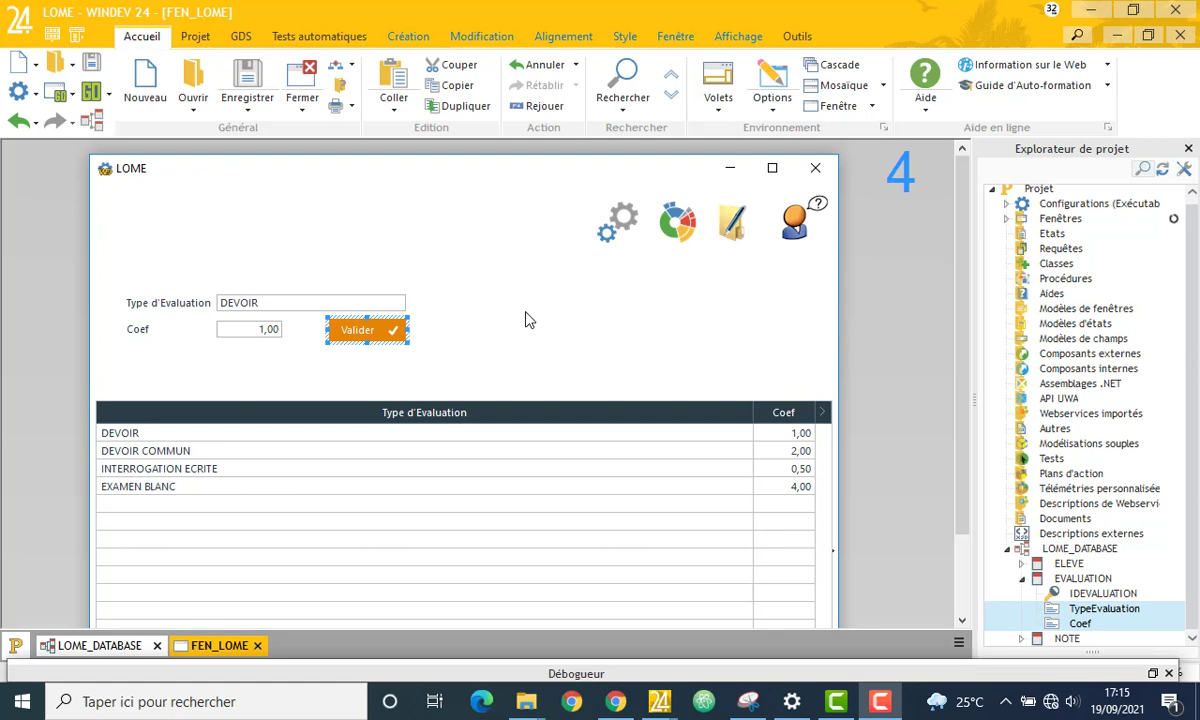 24 LOME - WINDEV 24 - [FEN_LOME] 32
Accueil Projet GDS Tests automatiques Création Modification Alignement Style Fenêtre Affichage Outils
Nouveau Ouvrir Enregistrer Fermer
Général
Coller Couper Copier Dupliquer
Edition
Annuler Rétablir Rejouer
Action
Rechercher
Rechercher
Volets Options Cascade Mosaïque Fenêtre
Environnement
Aide Information sur le Web Guide d'Auto-formation
Aide en ligne
GO GO
LOME
4
Type d'Evaluation DEVOIR
Coef 1,00 Valider
Type d'Evaluation Coef
DEVOIR 1,00
DEVOIR COMMUN 2,00
INTERROGATION ECRITE 0,50
EXAMEN BLANC 4,00
Explorateur de projet
Projet
Configurations (Exécutab
Fenêtres
Etats
Requêtes
Classes
Procédures
Aides
Modèles de fenêtres
Modèles d'états
Modèles de champs
Composants externes
Composants internes
Assemblages .NET
API UWA
Webservices importés
Autres
Modélisations souples
Tests
Plans d'action
Télémétries personnalisée
Descriptions de Webservi
Documents
Descriptions externes
LOME_DATABASE
ELEVE
EVALUATION
IDEVALUATION
TypeEvaluation
Coef
NOTE
LOME_DATABASE FEN_LOME
Débogueur
Taper ici pour rechercher 24 25°C 17:15
19/09/2021